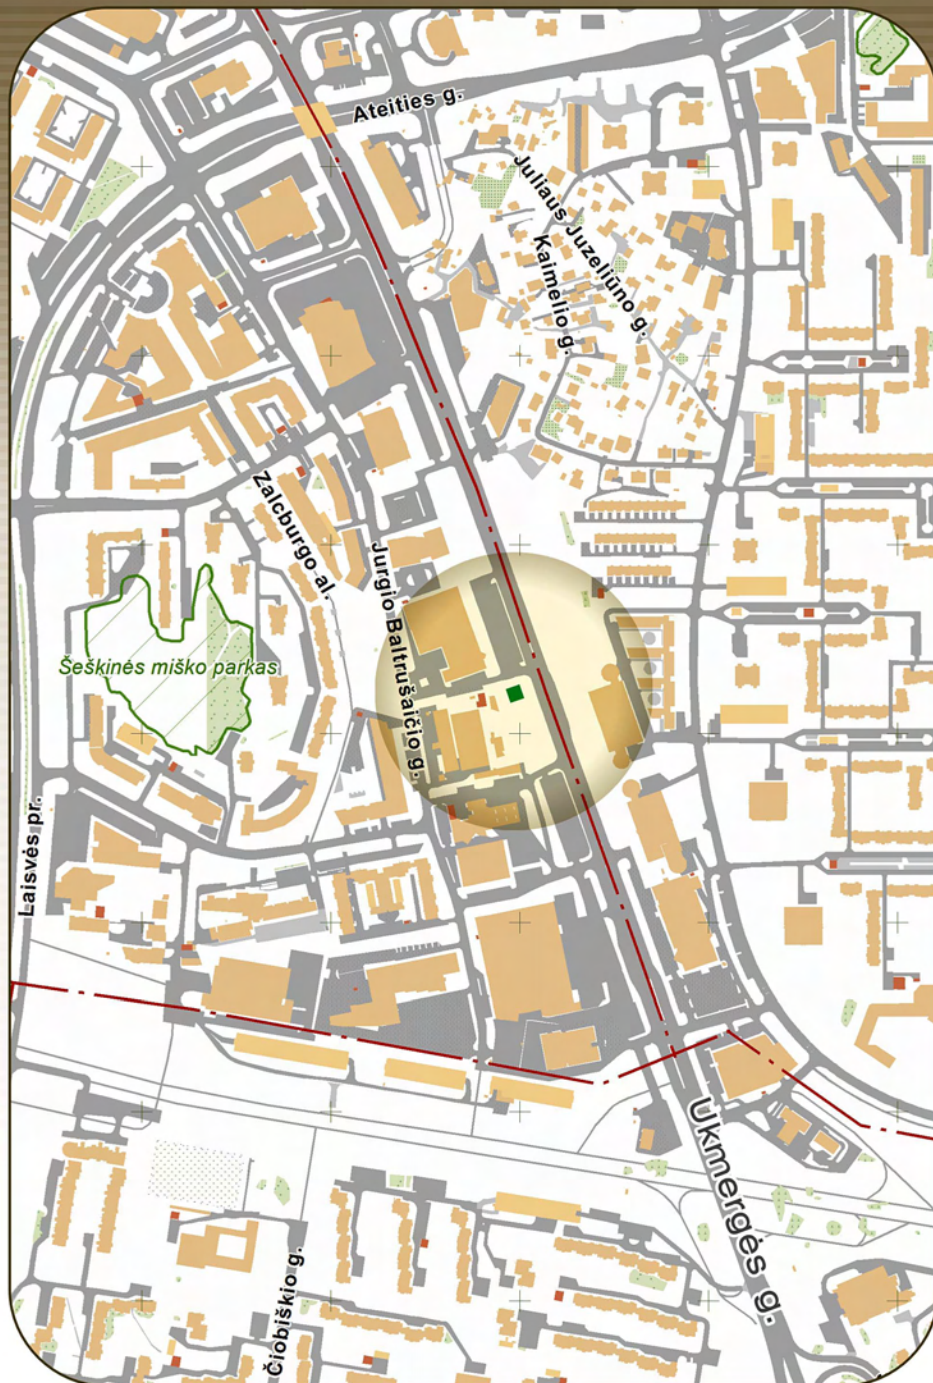 Ateities g.
Juliaus Juzeliūno g.
Kaimelio g.
Zalcburgo al.
Jurgio Baltrušaičio g.
Šeškinės miško parkas
Laisvės pr.
Ukmergės g.
Čiobiškio g.